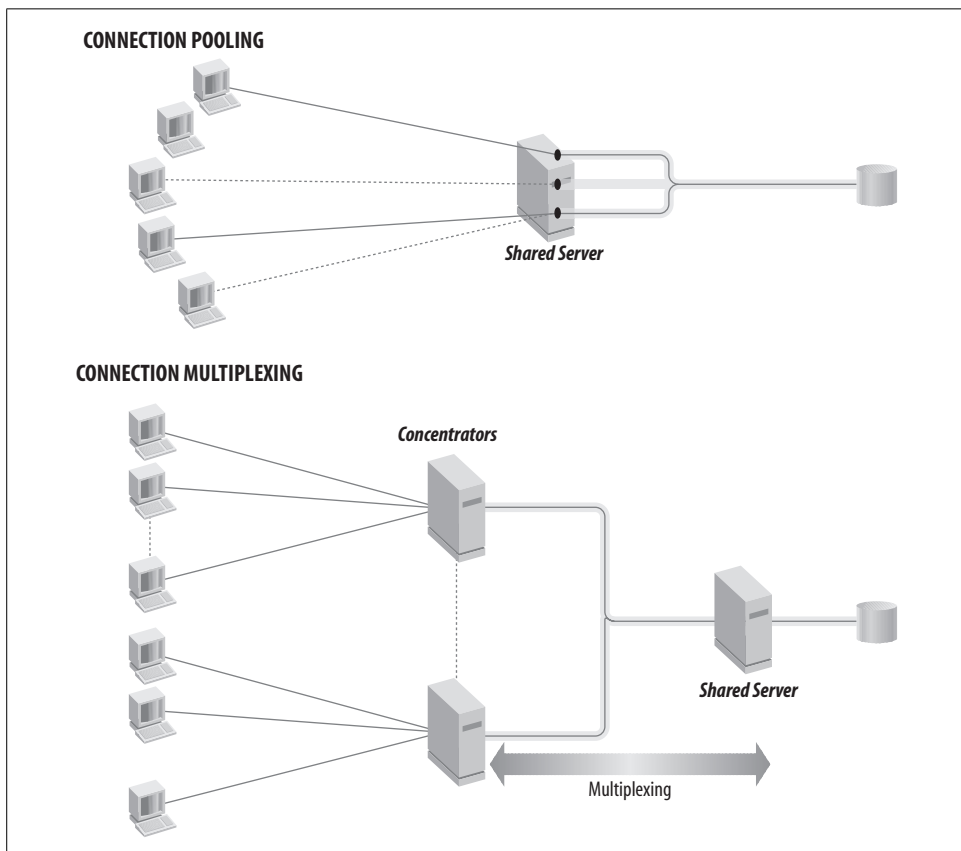 CONNECTION POOLING
Shared Server
CONNECTION MULTIPLEXING
Concentrators
Shared Server
Multiplexing